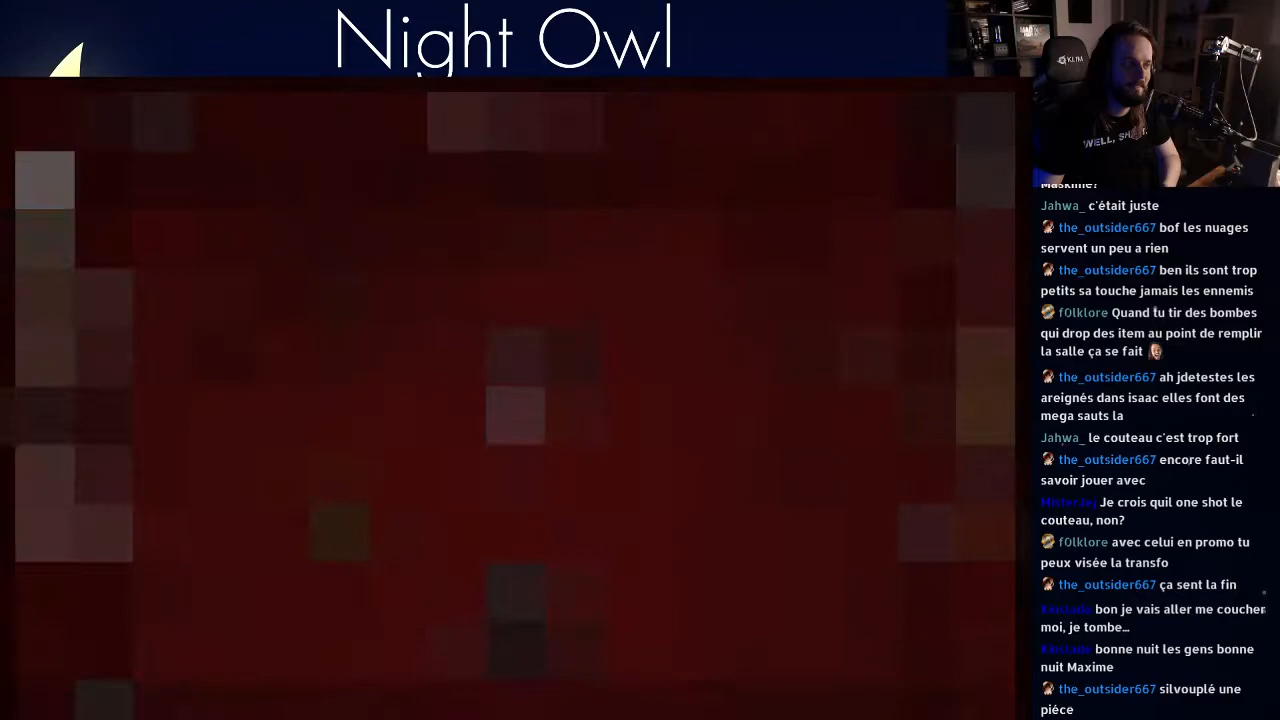 Night Owl
KLIM
WELL, SH
Maskime?
Jahwa_ c'était juste
the_outsider667 bof les nuages
servent un peu a rien
the_outsider667 ben ils sont trop
petits sa touche jamais les ennemis
f0lklore Quand tu tir des bombes
qui drop des item au point de remplir
la salle ça se fait
the_outsider667 ah jdetestes les
areignés dans isaac elles font des
mega sauts la
Jahwa_ le couteau c'est trop fort
the_outsider667 encore faut-il
savoir jouer avec
Je crois quil one shot le
couteau, non?
f0lklore avec celui en promo tu
peux visée la transfo
the_outsider667 ça sent la fin
bon je vais aller me coucher
moi, je tombe...
bonne nuit les gens bonne
nuit Maxime
the_outsider667 silvouplé une
piéce